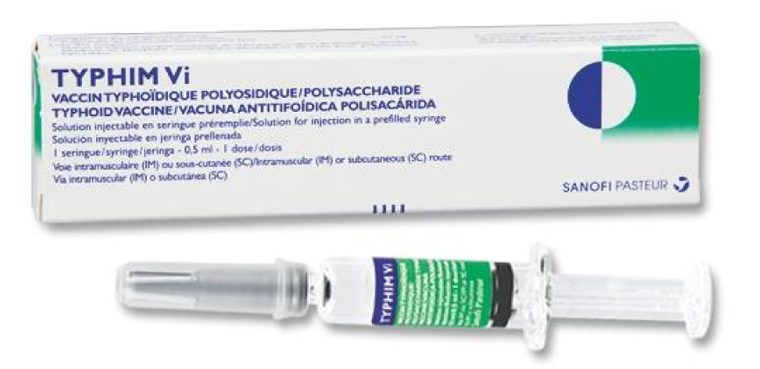 TYPHIM Vi
VACCIN TYPHOÏDIQUE POLYOSIDIQUE/POLYSACCHARIDE
TYPHOID VACCINE/VACUNA ANTITIFOÍDICA POLISACÁRIDA
Solution injectable en seringue préremplie/Solution for injection in a prefilled syringe
Solución inyectable en jeringa prellenada
1 seringue/syringe/jeringa - 0,5 ml - 1 dose/dosis
Voie intramusculaire (IM) ou sous-cutanée (SC)/Intramuscular (IM) or subcutaneous (SC) route
Vía intramuscular (IM) o subcutánea (SC)
SANOFI PASTEUR
TYPHIM Vi
Sanofi Pasteur